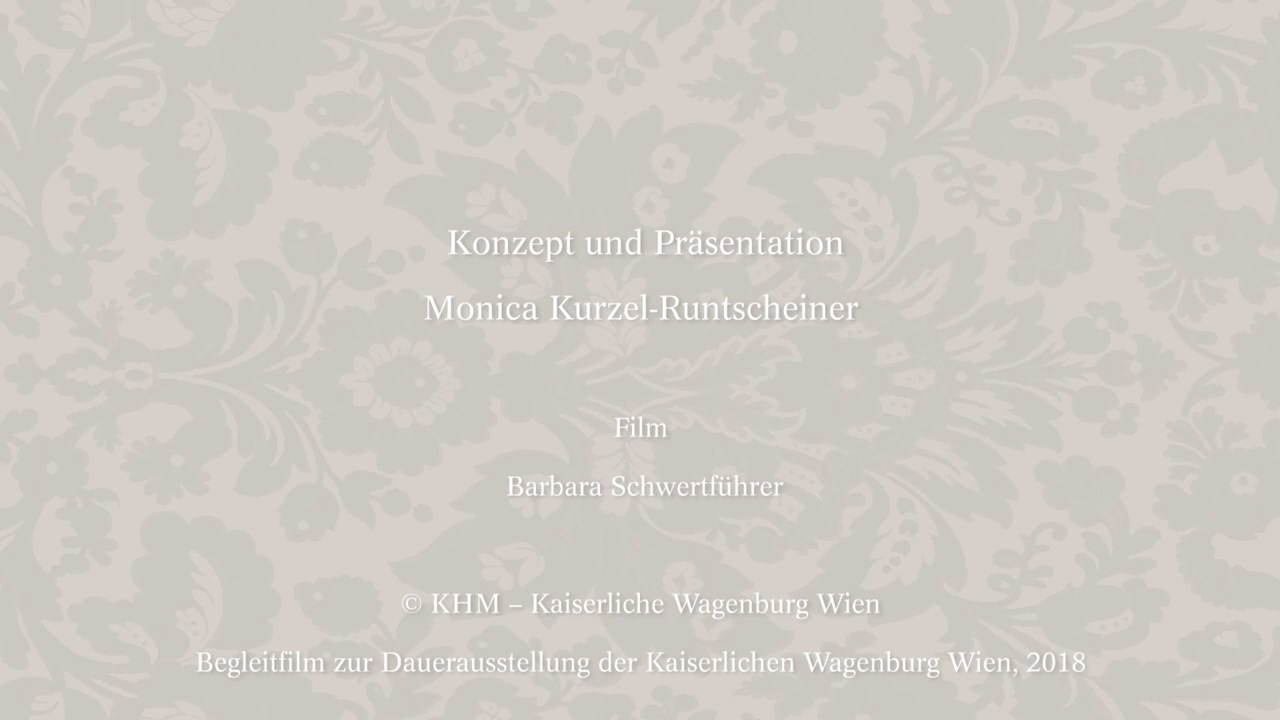 Konzept und Präsentation
Monica Kurzel-Runtscheiner
Film
Barbara Schwertführer
© KHM – Kaiserliche Wagenburg Wien
Begleitfilm zur Dauerausstellung der Kaiserlichen Wagenburg Wien, 2018